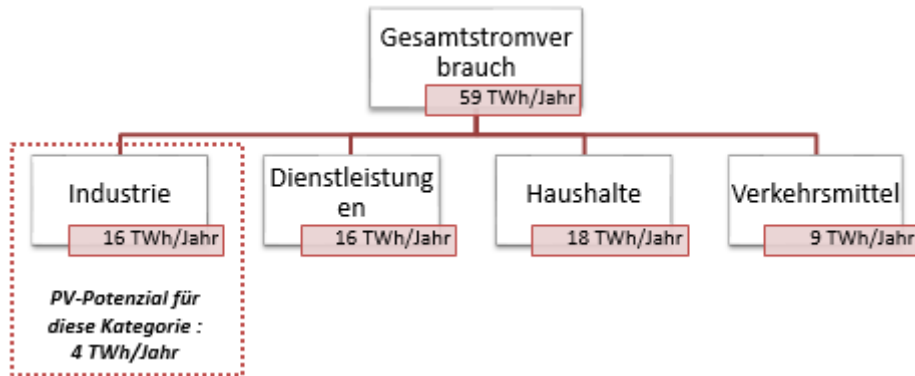 Gesamtstromver
brauch
59 TWh/Jahr
Industrie
16 TWh/Jahr
Dienstleistung
en
16 TWh/Jahr
Haushalte
18 TWh/Jahr
Verkehrsmittel
9 TWh/Jahr
PV-Potenzial für
diese Kategorie :
4 TWh/Jahr